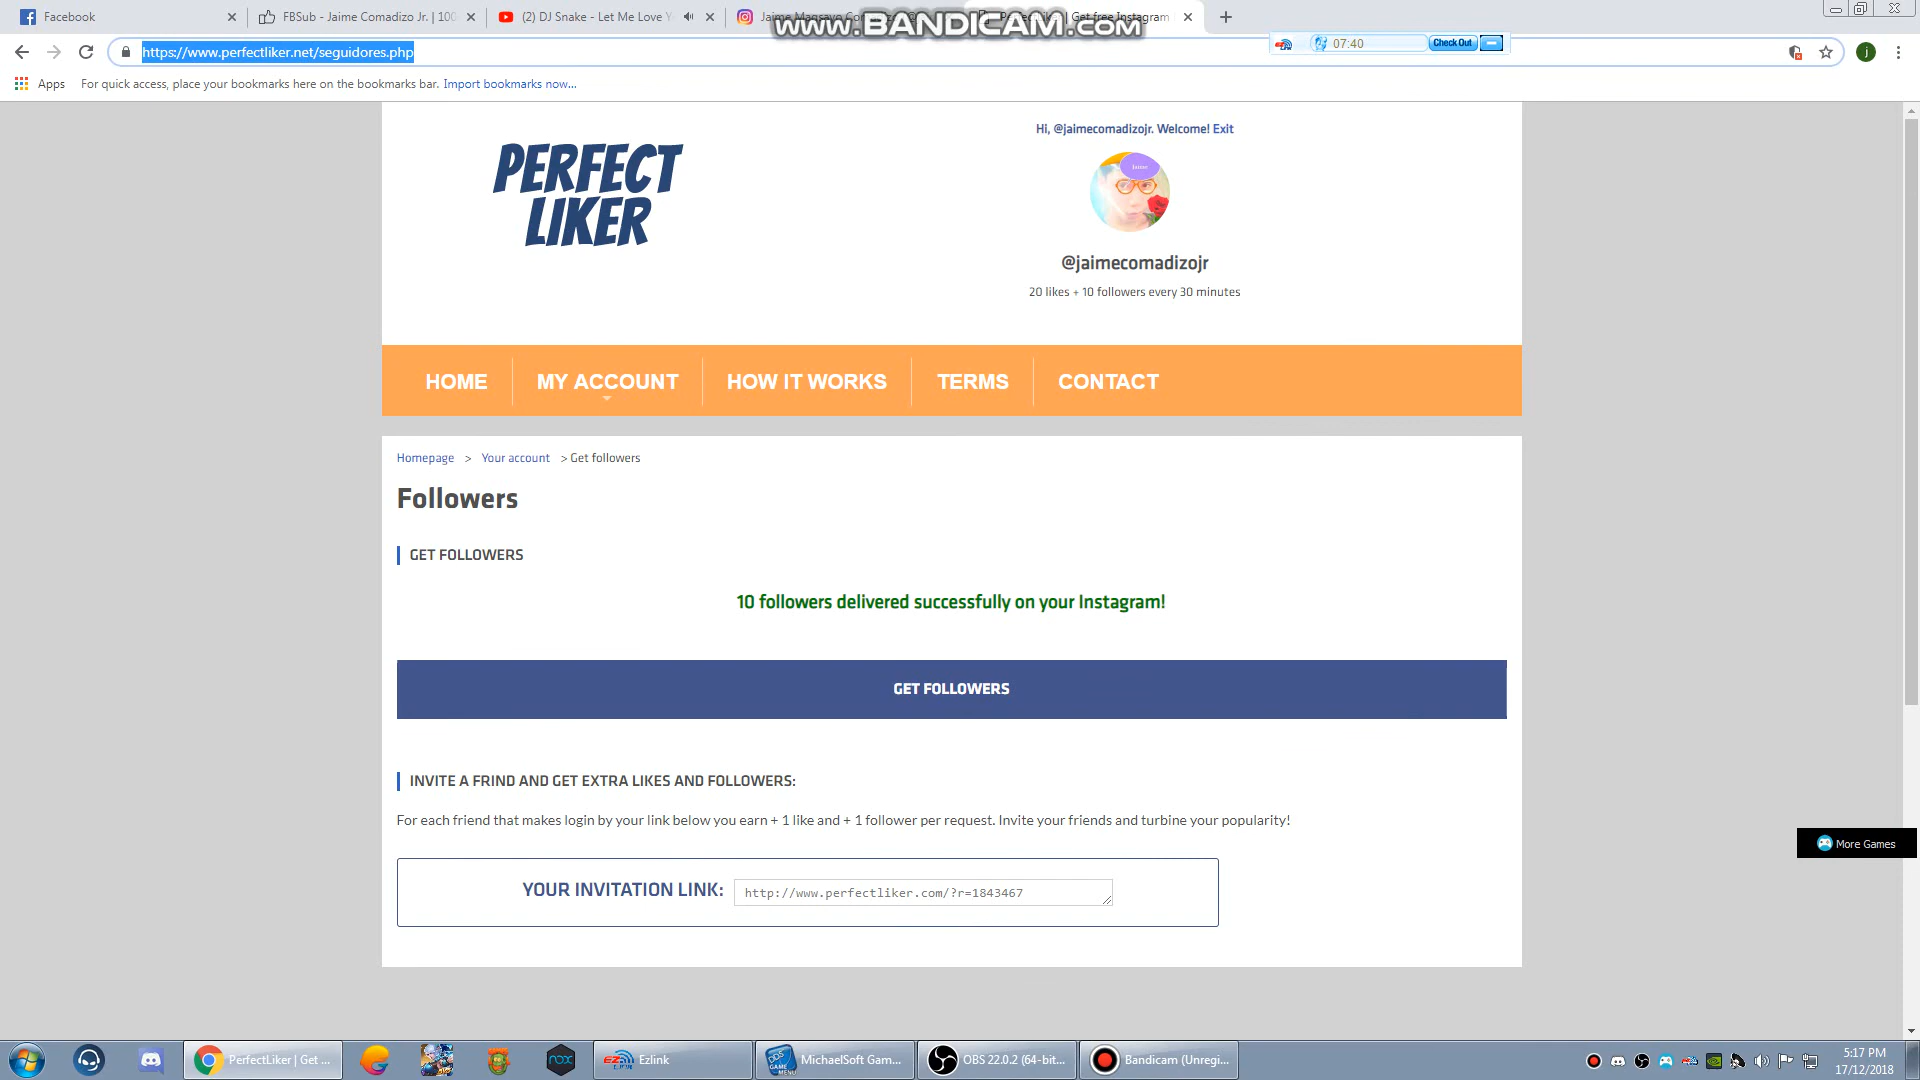 Facebook
FBSub - Jaime Comadizo Jr. | 100
(2) DJ Snake - Let Me Love Y
www.BANDICAM.com
Get free Instagram
https://www.perfectliker.net/seguidores.php
07:40
Check Out
j
Apps
For quick access, place your bookmarks here on the bookmarks bar. Import bookmarks now...
Hi, @jaimecomadizojr. Welcome! Exit
PERFECT
LIKER
@jaimecomadizojr
20 likes + 10 followers every 30 minutes
HOME
MY ACCOUNT
HOW IT WORKS
TERMS
CONTACT
Homepage > Your account > Get followers
Followers
GET FOLLOWERS
10 followers delivered successfully on your Instagram!
GET FOLLOWERS
INVITE A FRIND AND GET EXTRA LIKES AND FOLLOWERS:
For each friend that makes login by your link below you earn + 1 like and + 1 follower per request. Invite your friends and turbine your popularity!
More Games
YOUR INVITATION LINK: http://www.perfectliker.com/?r=1843467
PerfectLiker | Get ...
nox
Ezlink
MichaelSoft Gam...
OBS 22.0.2 (64-bit...
Bandicam (Unregi...
5:17 PM
17/12/2018